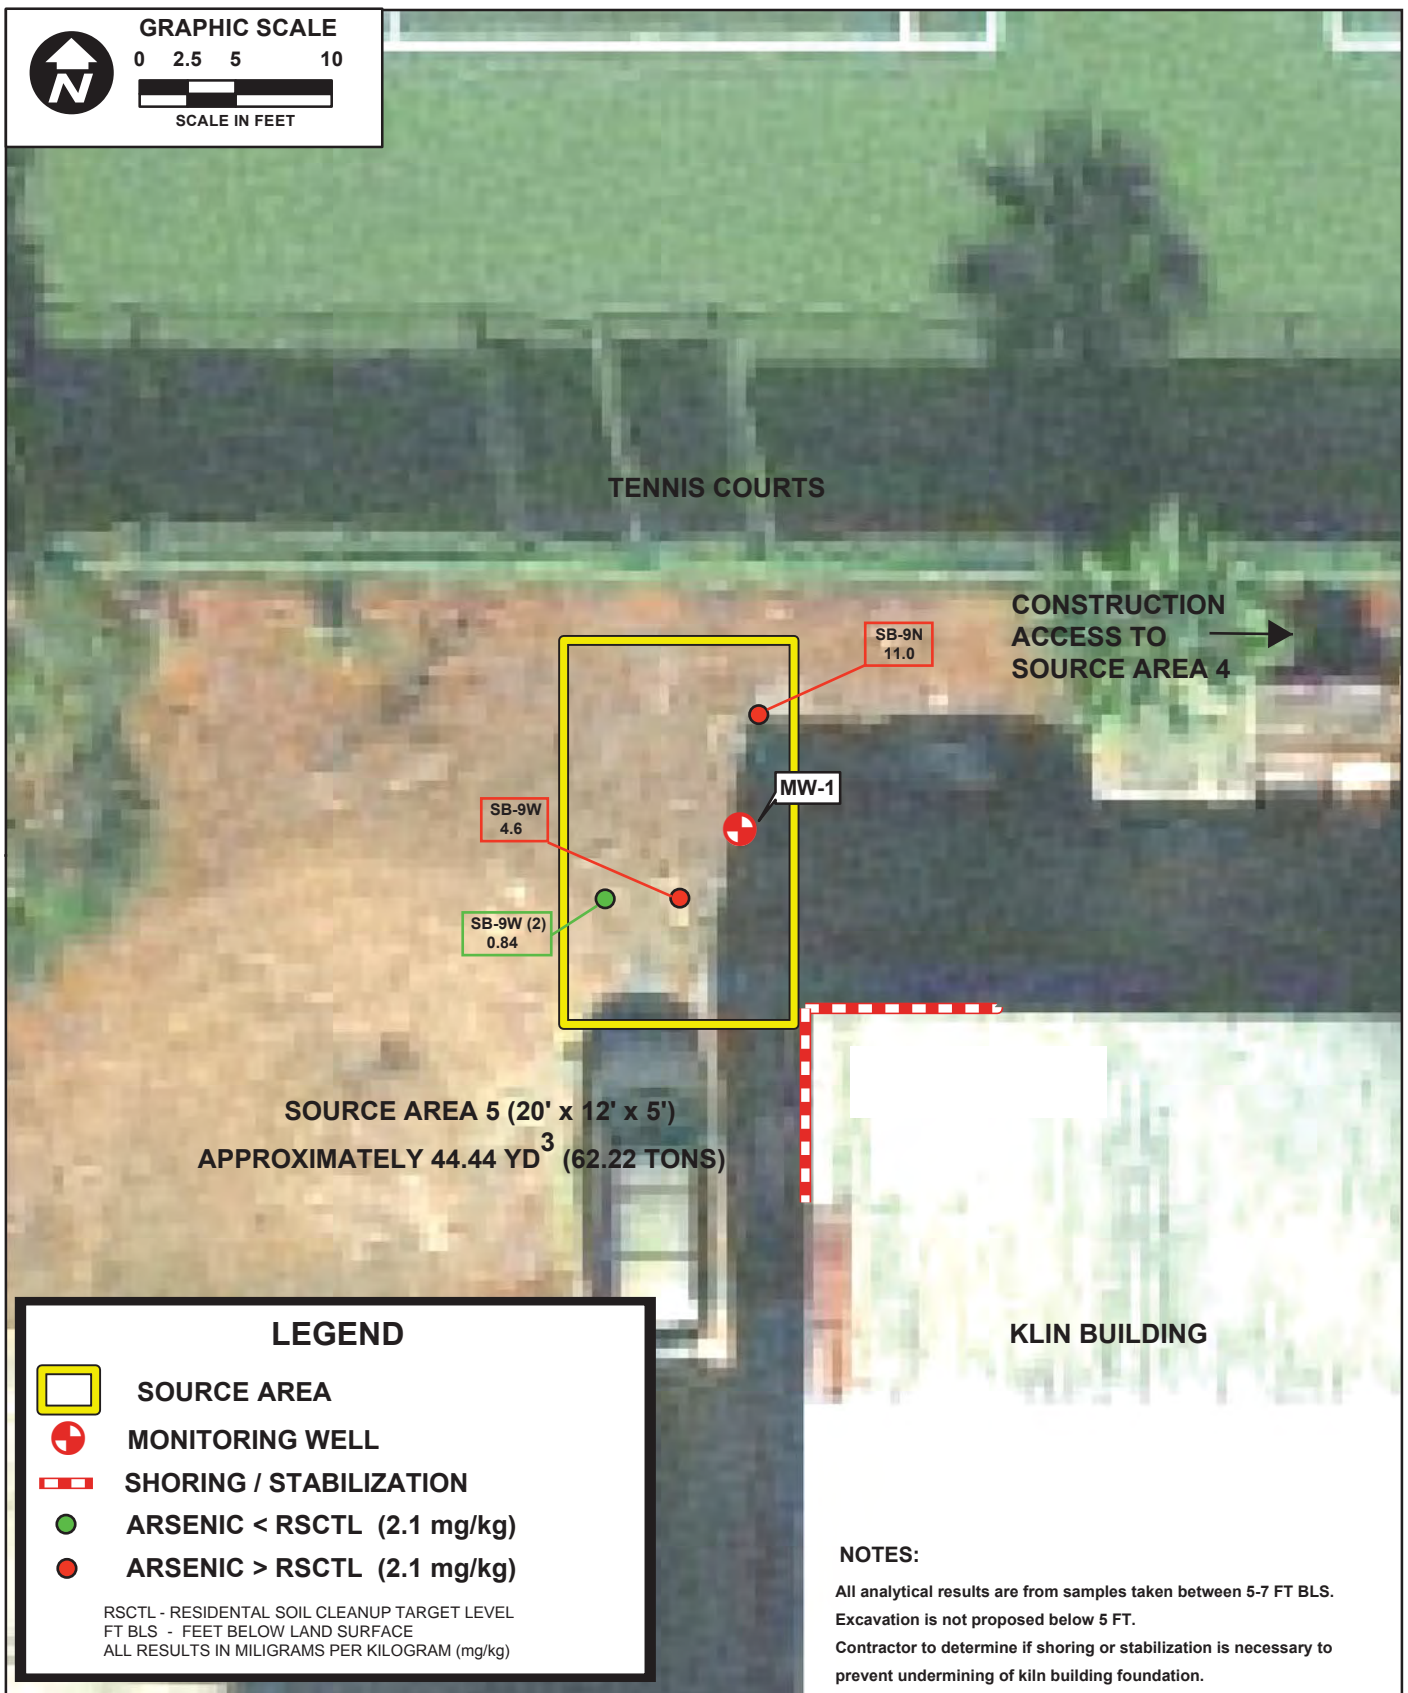 GRAPHIC SCALE
0 2.5 5 10
N
SCALE IN FEET
TENNIS COURTS
CONSTRUCTION
ACCESS TO
SOURCE AREA 4
SB-9N
11.0
MW-1
SB-9W
4.6
SB-9W (2)
0.84
SOURCE AREA 5 (20' x 12' x 5')
APPROXIMATELY 44.44 YD3 (62.22 TONS)
KLIN BUILDING
LEGEND
SOURCE AREA
MONITORING WELL
SHORING / STABILIZATION
ARSENIC < RSCTL (2.1 mg/kg)
ARSENIC > RSCTL (2.1 mg/kg)
RSCTL - RESIDENTAL SOIL CLEANUP TARGET LEVEL
FT BLS - FEET BELOW LAND SURFACE
ALL RESULTS IN MILIGRAMS PER KILOGRAM (mg/kg)
NOTES:
All analytical results are from samples taken between 5-7 FT BLS.
Excavation is not proposed below 5 FT.
Contractor to determine if shoring or stabilization is necessary to
prevent undermining of kiln building foundation.